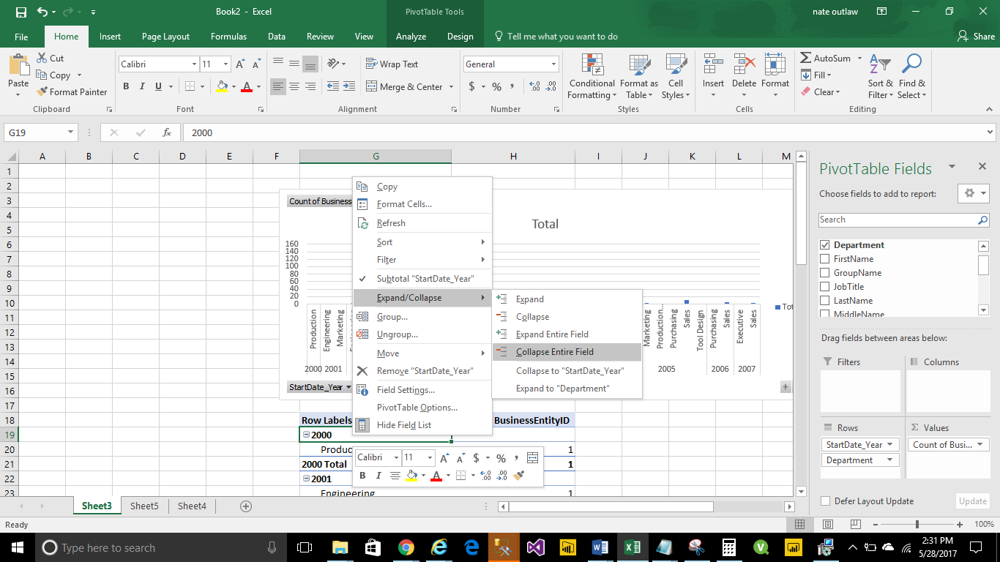 Book2 - Excel
PivotTable Tools
nate outlaw
File Home Insert Page Layout Formulas Data Review View Analyze Design Tell me what you want to do Share
Paste
Cut
Copy
Format Painter
Calibri 11
B I U
Wrap Text
Merge & Center
General
$ % ,
Conditional Formatting
Format as Table
Cell Styles
Insert Delete Format
AutoSum
Fill
Clear
Sort & Filter
Find & Select
Clipboard Font Alignment Number Styles Cells Editing
G19 fx 2000
A B C D E F G H I J K L M
1
2
3
4
5
6
7
8
9
10
11
12
13
14
15
16
17
18
19
20
21
22
23
Count of Business
Total
160
140
120
100
80
60
40
20
0
Production
Engineering
Marketing
2000 2001
Marketing
Production...
Purchasing
Sales
Tool Design
Purchasing
Sales
Executive
Sales
2005 2006 2007
StartDate_Year
Copy
Format Cells...
Refresh
Sort
Filter
Subtotal "StartDate_Year"
Expand/Collapse
Group...
Ungroup...
Move
Remove "StartDate_Year"
Field Settings...
PivotTable Options...
Hide Field List
Expand
Collapse
Expand Entire Field
Collapse Entire Field
Collapse to "StartDate_Year"
Expand to "Department"
Row Labels BusinessEntityID
2000
Produc 1
2000 Total 1
2001
Engineering 1
Calibri 11 A A $ % ,
B I A
PivotTable Fields
Choose fields to add to report:
Search
Department
FirstName
GroupName
JobTitle
LastName
MiddleName
Drag fields between areas below:
Filters Columns
Rows Values
StartDate_Year Count of Busi...
Department
Defer Layout Update Update
Sheet3 Sheet5 Sheet4
Ready 100%
Type here to search
2:31 PM
5/28/2017